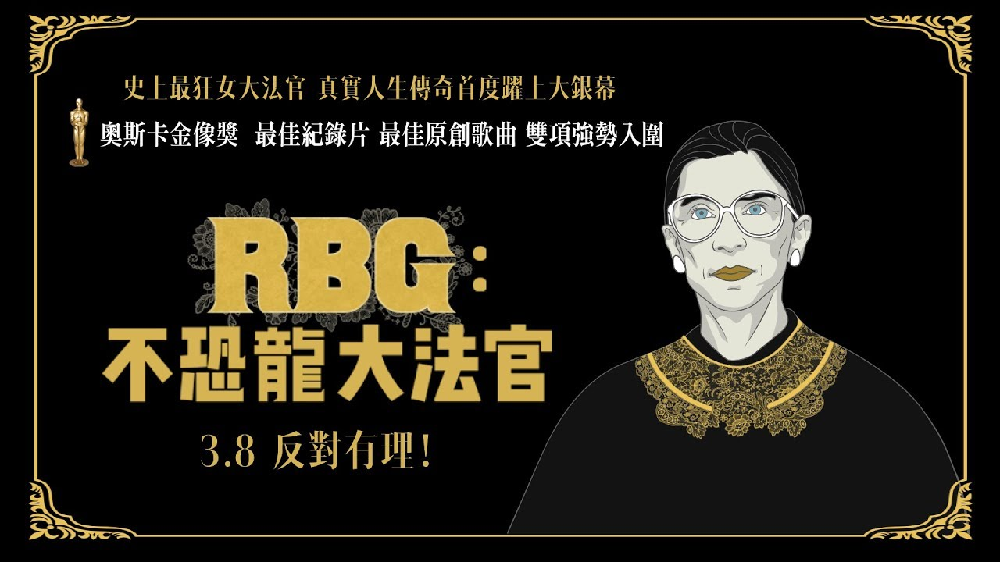 史上最狂女大法官 真實人生傳奇首度躍上大銀幕
奧斯卡金像獎 最佳紀錄片 最佳原創歌曲 雙項強勢入圍
RBG:
不恐龍大法官
3.8 反對有理!